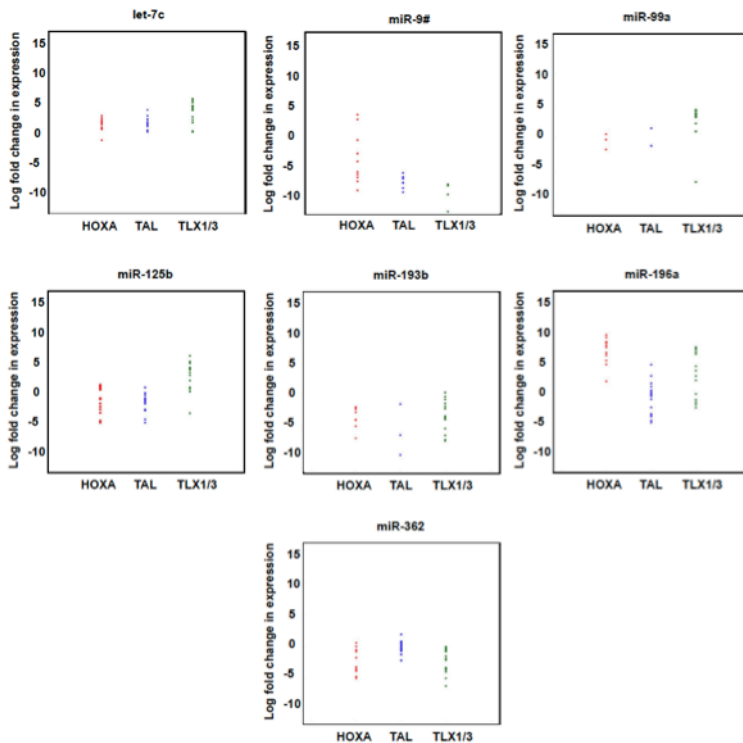 let-7c
Log fold change in expression
15
10
5
0
-5
-10
HOXA TAL TLX1/3
miR-9#
Log fold change in expression
15
10
5
0
-5
-10
HOXA TAL TLX1/3
miR-99a
Log fold change in expression
15
10
5
0
-5
-10
HOXA TAL TLX1/3
miR-125b
Log fold change in expression
15
10
5
0
-5
-10
HOXA TAL TLX1/3
miR-193b
Log fold change in expression
15
10
5
0
-5
-10
HOXA TAL TLX1/3
miR-196a
Log fold change in expression
15
10
5
0
-5
-10
HOXA TAL TLX1/3
miR-362
Log fold change in expression
15
10
5
0
-5
-10
HOXA TAL TLX1/3